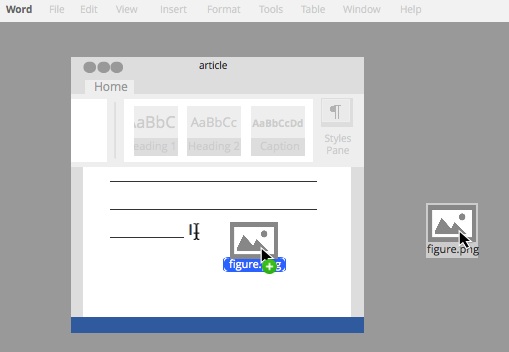 Word File Edit View Insert Format Tools Table Window Help
article
Home
AaBbC AaBbCc AaBbCcDd
eading 1 Heading 2 Caption
Styles
Pane
figure.png
figure.png